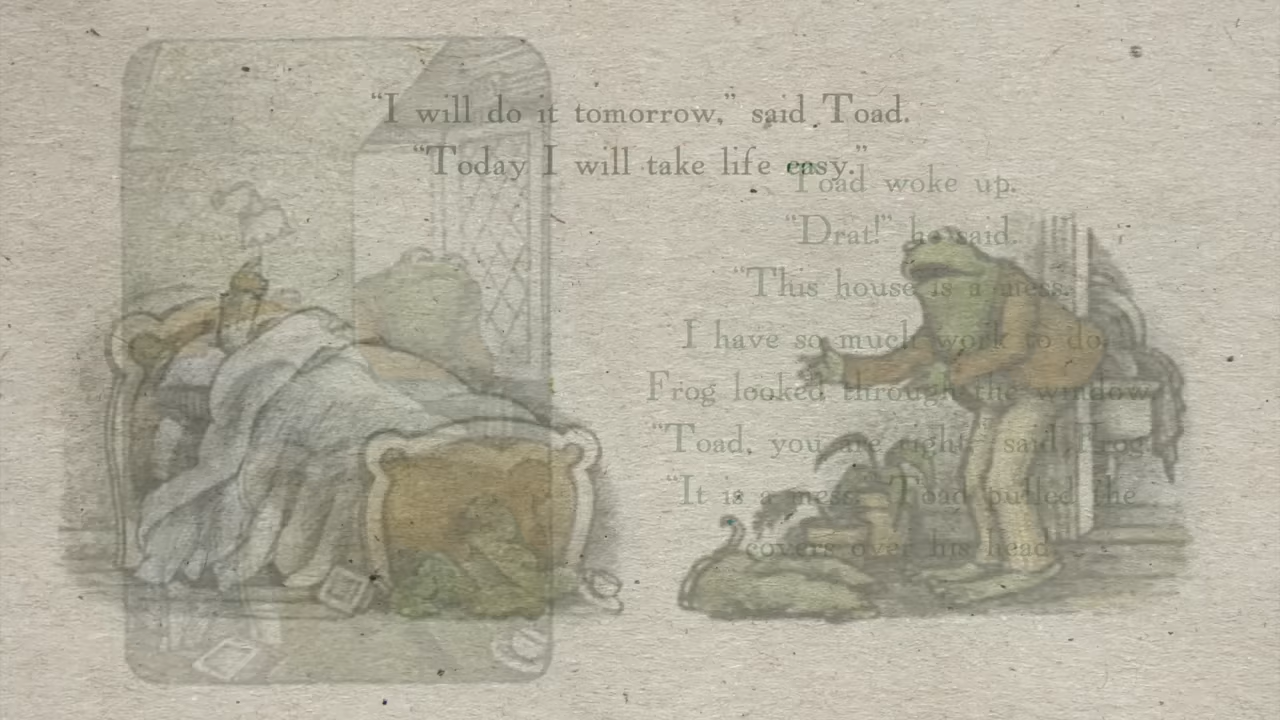 “I will do it tomorrow,” said Toad.
“Today I will take life easy.”
Toad woke up.
“Drat!” he said.
“This house is a mess.
I have so much work to do.”
Frog looked through the window.
“Toad, you are right,” said Frog.
“It is a mess.” Toad pulled the
covers over his head.